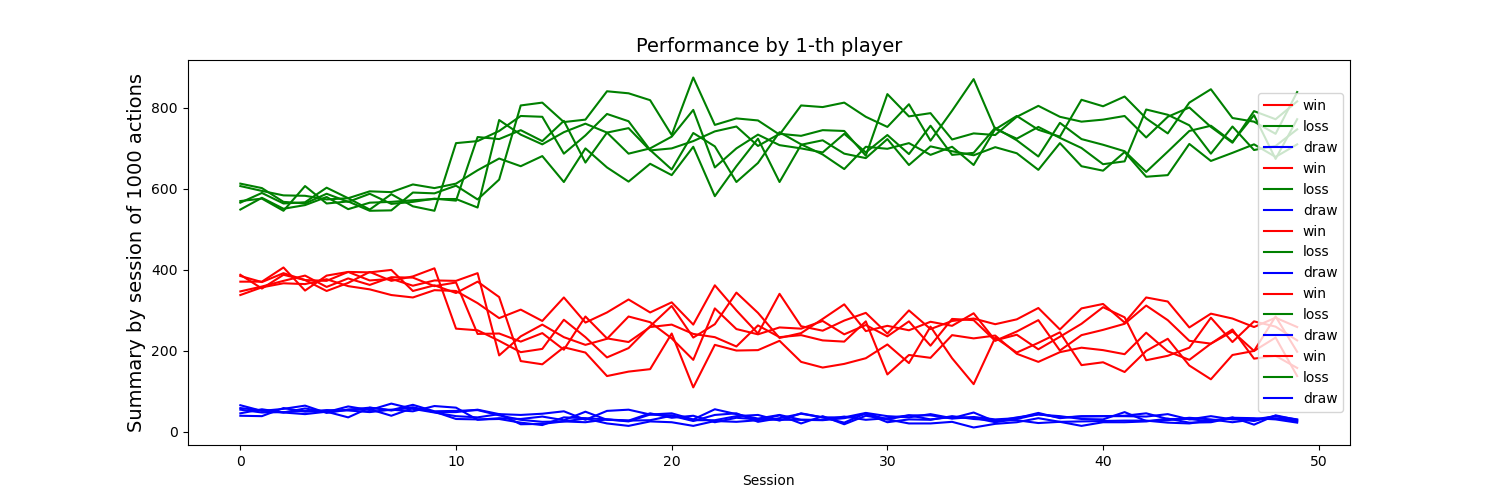 Performance by 1-th player
Summary by session of 1000 actions
800
600
400
200
0
0
10
20
30
40
50
Session
win
loss
draw
win
loss
draw
win
loss
draw
win
loss
draw
win
loss
draw